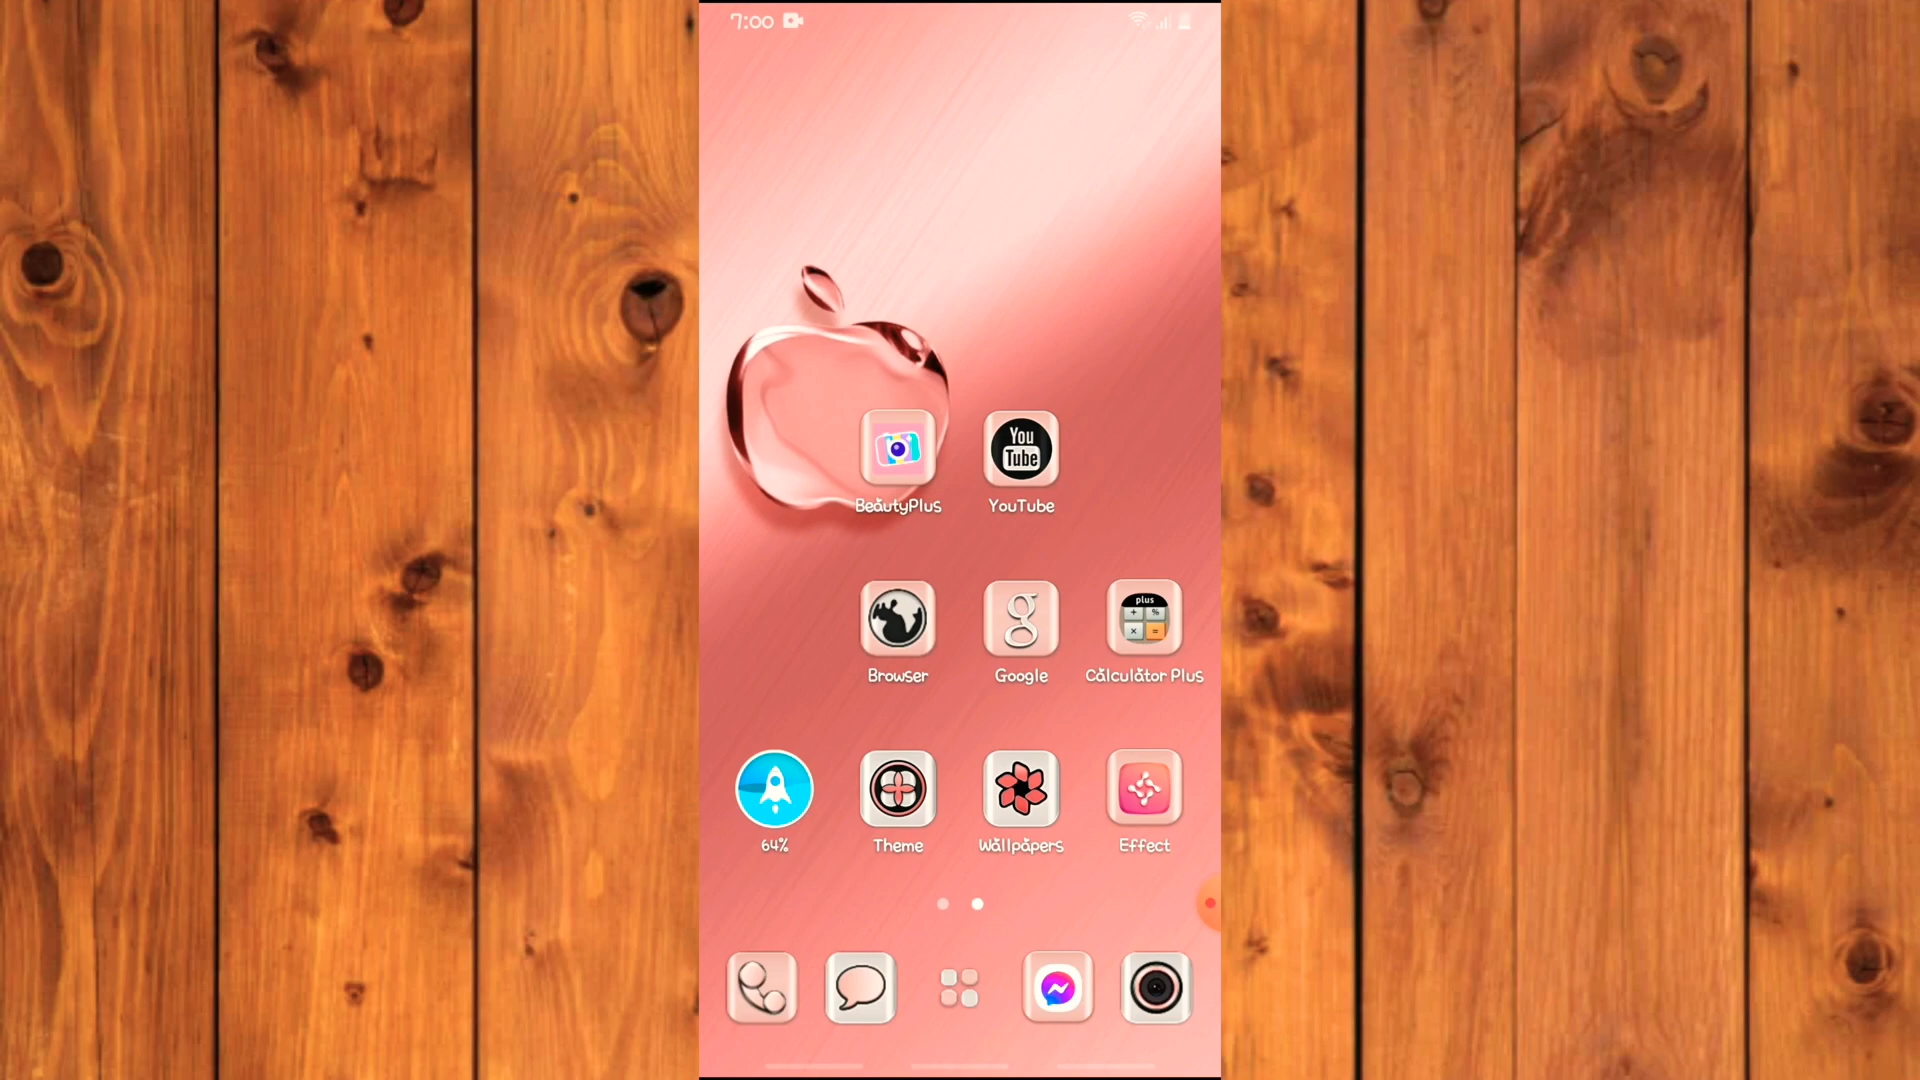 7:00
You
Tube
BeautyPlus
YouTube
plus
+ %
× =
g
Browser
Google
Calculator Plus
64%
Theme
Wallpapers
Effect